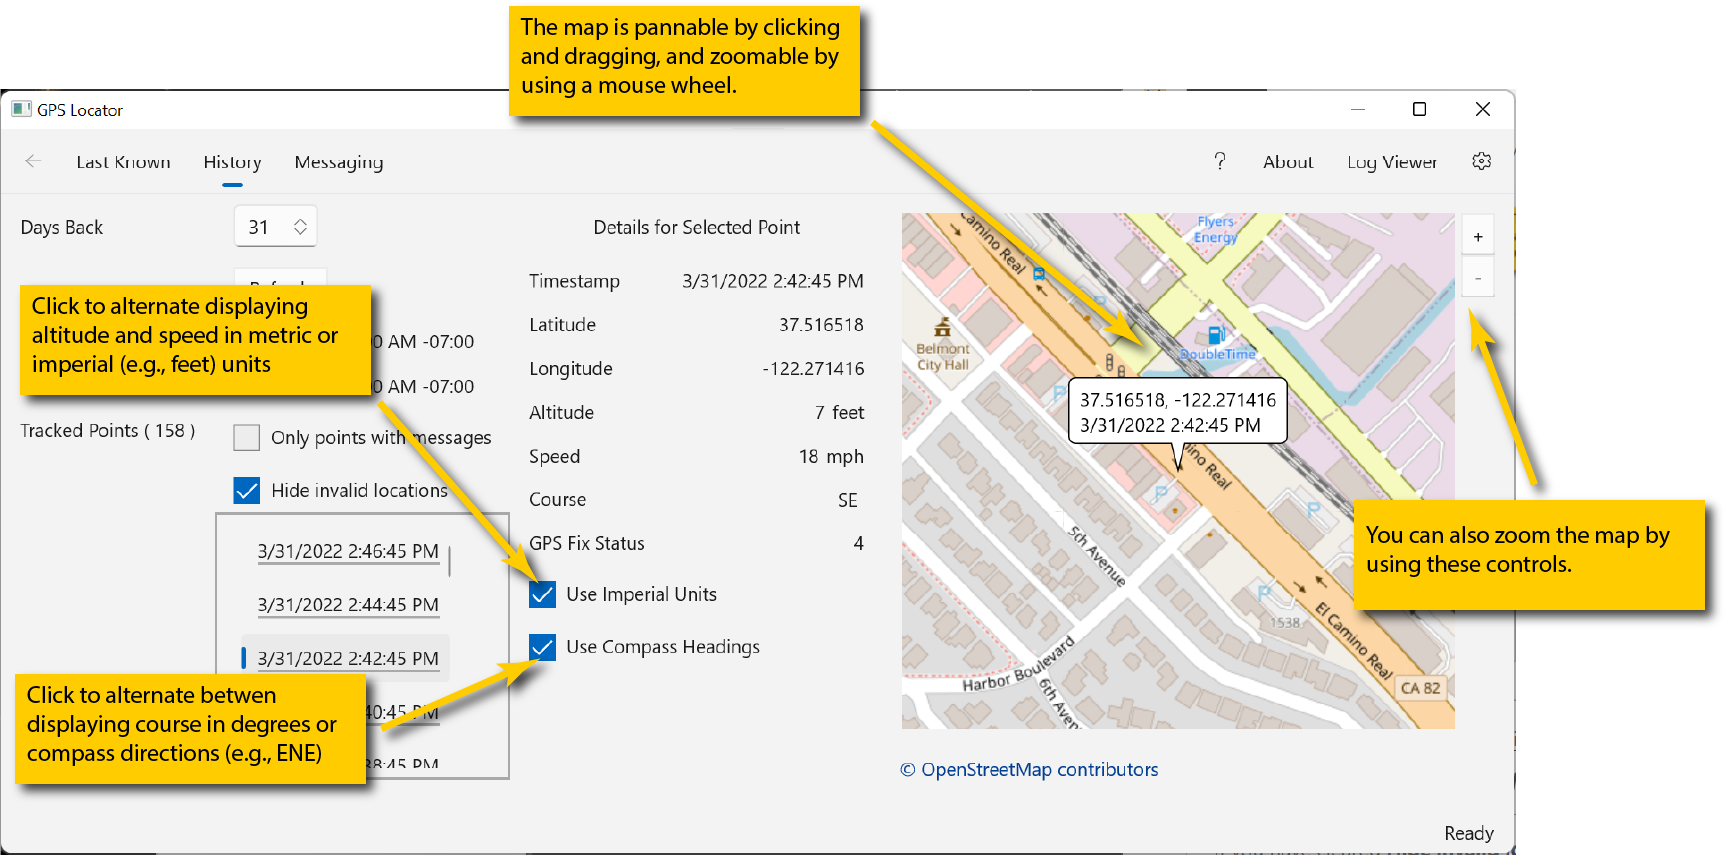 The map is pannable by clicking
and dragging, and zoomable by
using a mouse wheel.
GPS Locator
Last Known
History
Messaging
?
About
Log Viewer
Days Back
31
Click to alternate displaying
altitude and speed in metric or
imperial (e.g., feet) units
AM -07:00
AM -07:00
Tracked Points ( 158 )
Only points with messages
Hide invalid locations
3/31/2022 2:46:45 PM
3/31/2022 2:44:45 PM
3/31/2022 2:42:45 PM
40:45 PM
38:45 PM
Click to alternate betwen
displaying course in degrees or
compass directions (e.g., ENE)
Details for Selected Point
Timestamp 3/31/2022 2:42:45 PM
Latitude 37.516518
Longitude -122.271416
Altitude 7 feet
Speed 18 mph
Course SE
GPS Fix Status 4
Use Imperial Units
Use Compass Headings
Camino Real
Flyers
Energy
P
Belmont
City Hall
DoubleTime
P
37.516518, -122.271416
3/31/2022 2:42:45 PM
ino Real
P
P
5th Avenue
P
1538
El Camino Real
Harbor Boulevard
6th Aven
CA 82
+
-
You can also zoom the map by
using these controls.
© OpenStreetMap contributors
Ready